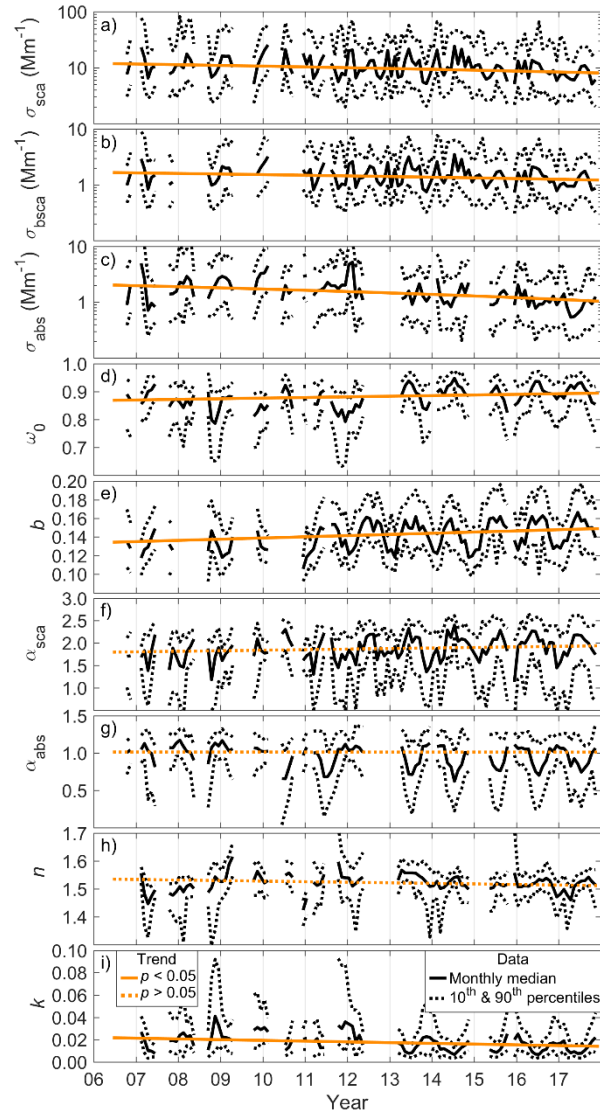 a)
σsca (Mm-1)
100
10
1
b)
σbsca (Mm-1)
10
1
c)
σabs (Mm-1)
10
1
d)
ω0
1.0
0.9
0.8
0.7
e)
b
0.20
0.18
0.16
0.14
0.12
0.10
f)
αsca
3.0
2.5
2.0
1.5
1.0
0.5
g)
αabs
1.5
1.0
0.5
h)
n
1.7
1.6
1.5
1.4
1.3
i)
k
0.10
0.08
0.06
0.04
0.02
0.00
Trend
p < 0.05
p > 0.05
Data
Monthly median
10th & 90th percentiles
06 07 08 09 10 11 12 13 14 15 16 17
Year